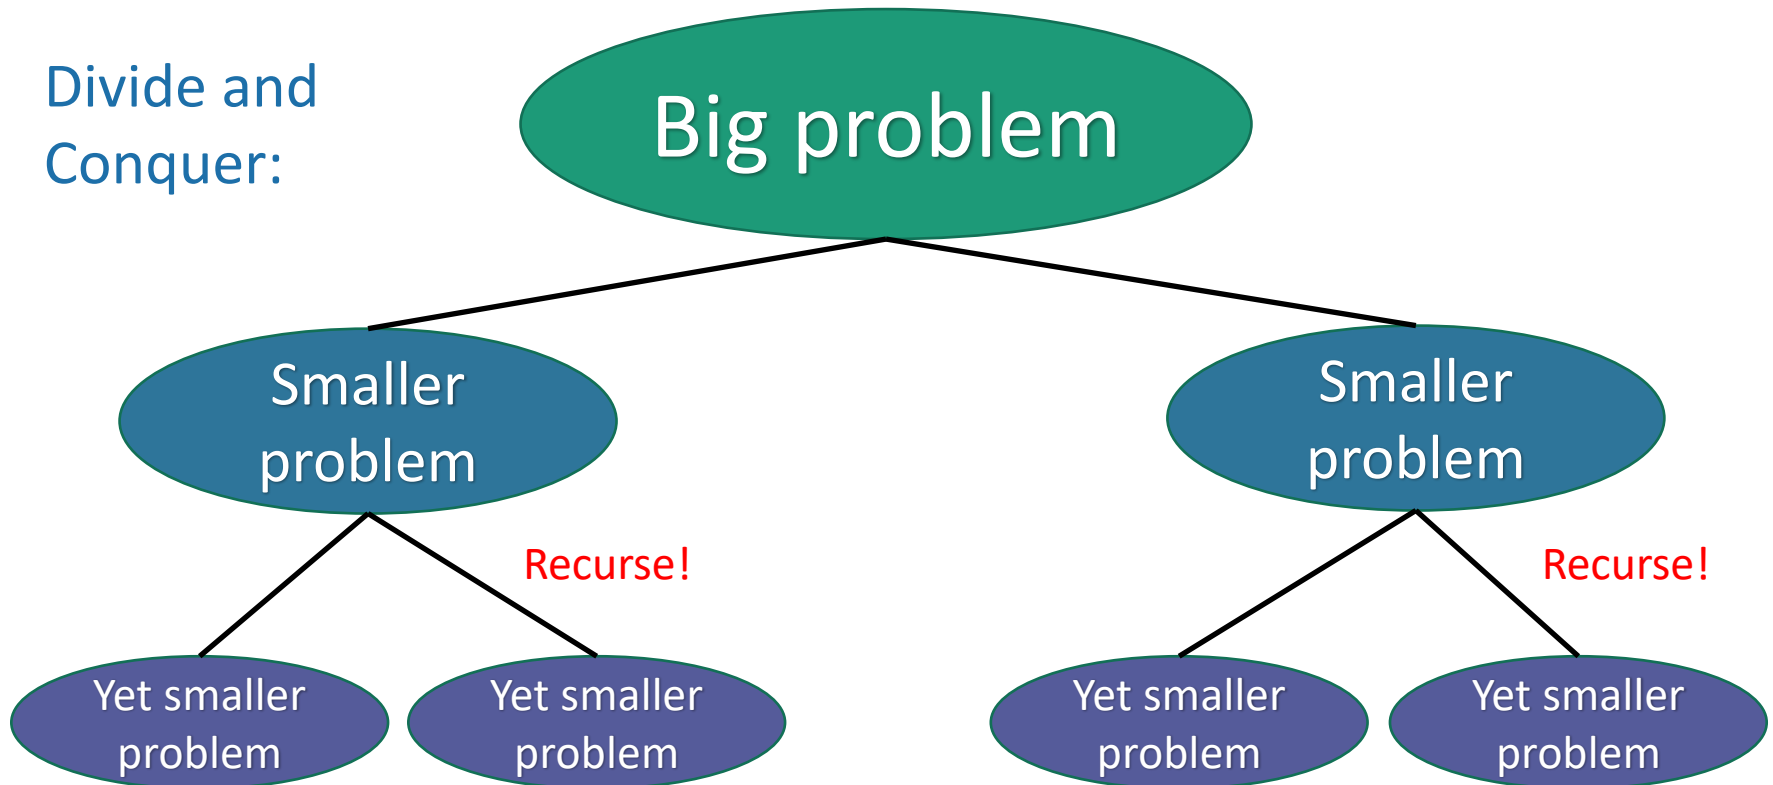 Divide and
Conquer:
Big problem
Smaller
problem
Smaller
problem
Recurse!
Recurse!
Yet smaller
problem
Yet smaller
problem
Yet smaller
problem
Yet smaller
problem